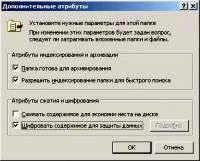 Дополнительные атрибуты
Установите нужные параметры для этой папки
При изменении этих параметров будет задан вопрос,
следует ли затрагивать вложенные папки и файлы.
Атрибуты индексирования и архивации
Папка готова для архивирования
Разрешить индексирование папки для быстрого поиска
Атрибуты сжатия и шифрования
Сжимать содержимое для экономии места на диске
Шифровать содержимое для защиты данных
Подробно
ОК
Отмена